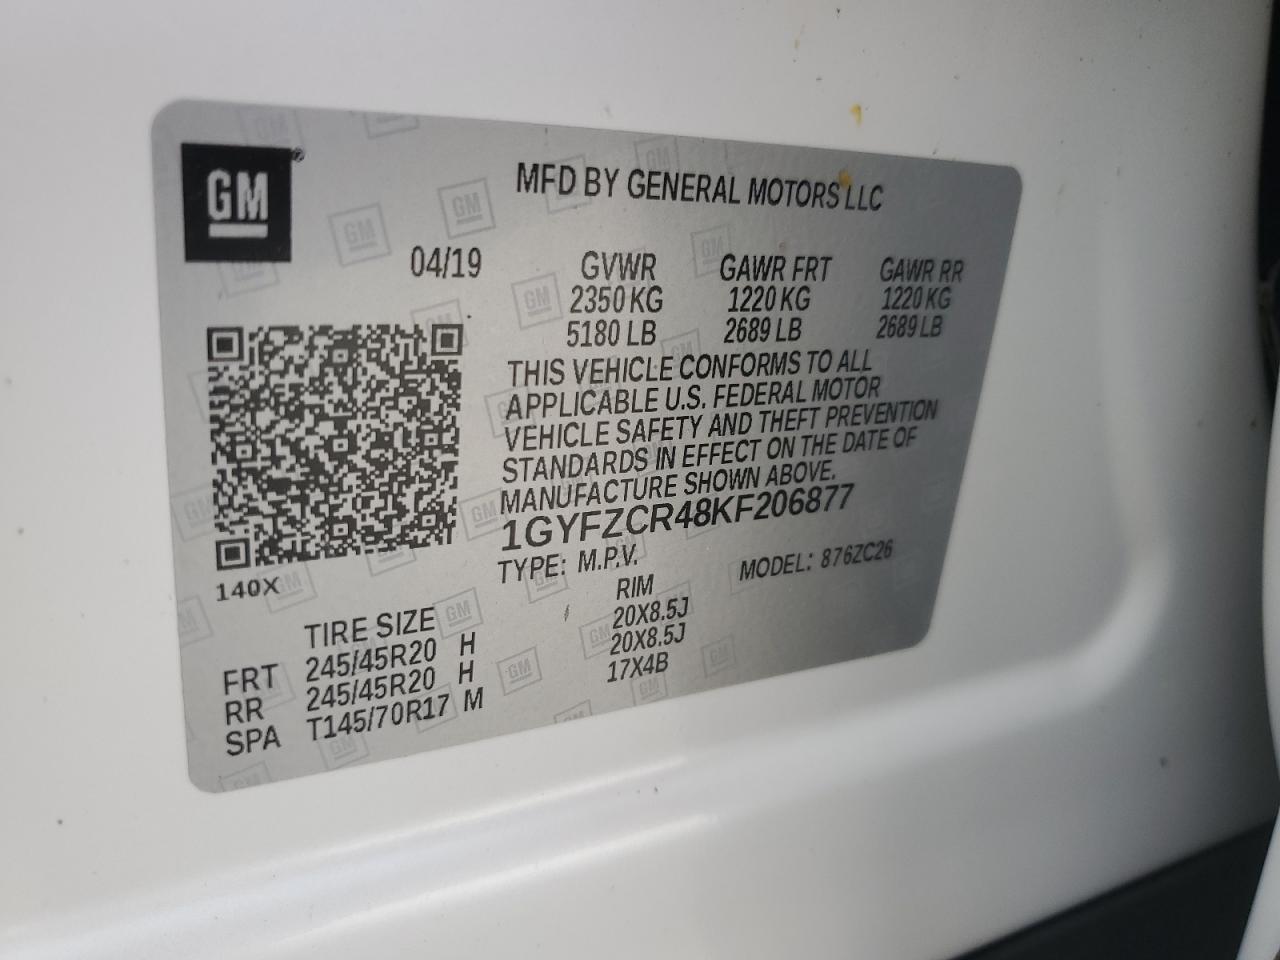 GM®
MFD BY GENERAL MOTORS LLC
04/19
GVWR GAWR FRT GAWR RR
2350 KG 1220 KG 1220 KG
5180 LB 2689 LB 2689 LB
THIS VEHICLE CONFORMS TO ALL
APPLICABLE U.S. FEDERAL MOTOR
VEHICLE SAFETY AND THEFT PREVENTION
STANDARDS IN EFFECT ON THE DATE OF
MANUFACTURE SHOWN ABOVE.
1GYFZCR48KF206877
TYPE: M.P.V. MODEL: 876ZC26
140X
TIRE SIZE RIM
FRT 245/45R20 H 20X8.5J
RR 245/45R20 H 20X8.5J
SPA T145/70R17 M 17X4B